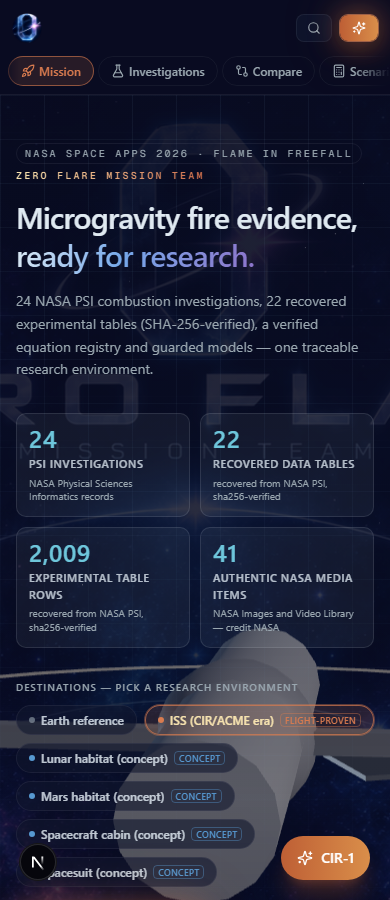 Mission
Investigations
Compare
Scenar
NASA SPACE APPS 2026 · FLAME IN FREEFALL
ZERO FLARE MISSION TEAM
Microgravity fire evidence,
ready for research.
24 NASA PSI combustion investigations, 22 recovered
experimental tables (SHA-256-verified), a verified
equation registry and guarded models — one traceable
research environment.
RO FLA
MISSION TEAM
24
PSI INVESTIGATIONS
NASA Physical Sciences
Informatics records
22
RECOVERED DATA TABLES
recovered from NASA PSI,
sha256-verified
2,009
EXPERIMENTAL TABLE
ROWS
recovered from NASA PSI,
sha256-verified
41
AUTHENTIC NASA MEDIA
ITEMS
NASA Images and Video Library
— credit NASA
DESTINATIONS — PICK A RESEARCH ENVIRONMENT
Earth reference
ISS (CIR/ACME era) FLIGHT-PROVEN
Lunar habitat (concept) CONCEPT
Mars habitat (concept) CONCEPT
Spacecraft cabin (concept) CONCEPT
N
pacesuit (concept) CONCEPT
CIR-1